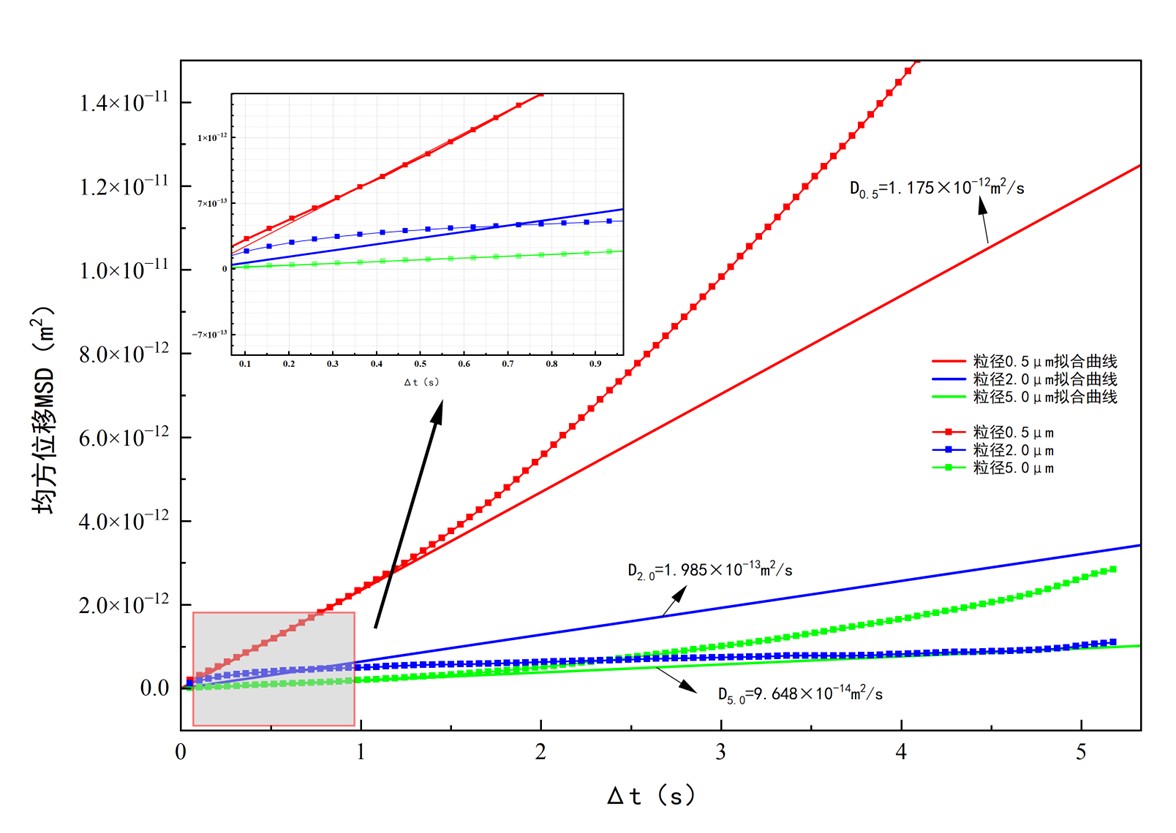 均方位移MSD (m²)
1.4×10⁻¹¹
1.2×10⁻¹¹
1.0×10⁻¹¹
8.0×10⁻¹²
6.0×10⁻¹²
4.0×10⁻¹²
2.0×10⁻¹²
0.0
1×10⁻¹²
7×10⁻¹³
0
−7×10⁻¹³
0.1 0.2 0.3 0.4 0.5 0.6 0.7 0.8 0.9
Δt(s)
D₀.₅=1.175×10⁻¹²m²/s
粒径0.5μm拟合曲线
粒径2.0μm拟合曲线
粒径5.0μm拟合曲线
粒径0.5μm
粒径2.0μm
粒径5.0μm
D₂.₀=1.985×10⁻¹³m²/s
D₅.₀=9.648×10⁻¹⁴m²/s
0 1 2 3 4 5
Δt (s)